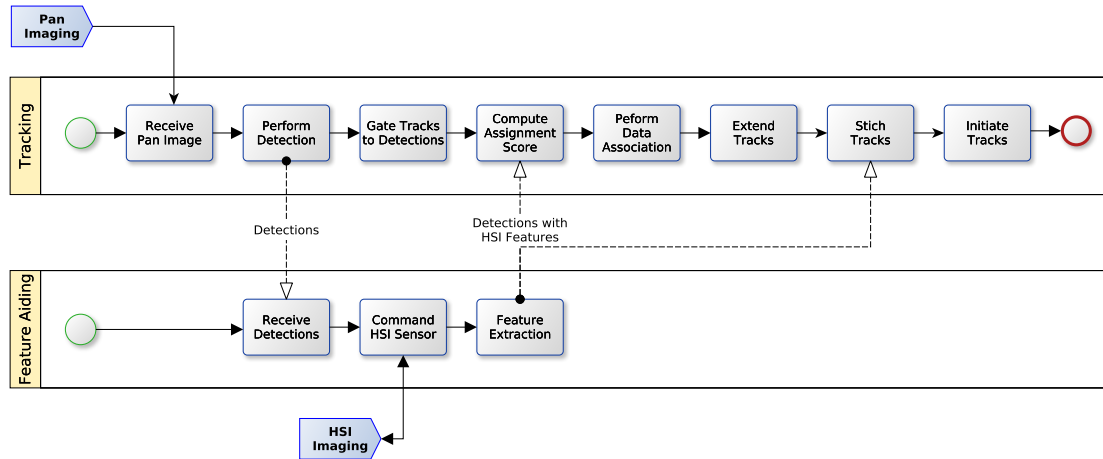 Pan
Imaging
Tracking
Receive
Pan Image
Perform
Detection
Gate Tracks
to Detections
Compute
Assignment
Score
Peform
Data
Association
Extend
Tracks
Stich
Tracks
Initiate
Tracks
Detections
Detections with
HSI Features
Feature Aiding
Receive
Detections
Command
HSI Sensor
Feature
Extraction
HSI
Imaging